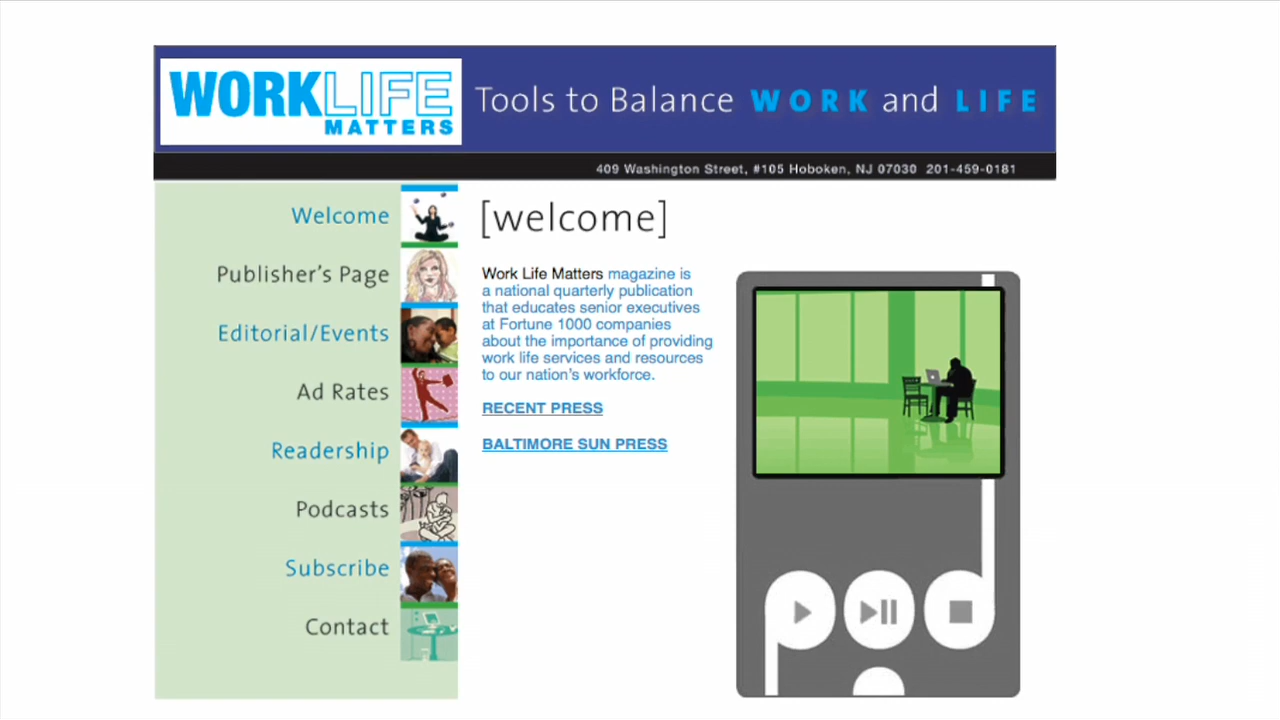 WORKLIFE
MATTERS
Tools to Balance WORK and LIFE
409 Washington Street, #105 Hoboken, NJ 07030 201-459-0181
Welcome
Publisher's Page
Editorial/Events
Ad Rates
Readership
Podcasts
Subscribe
Contact
[welcome]
Work Life Matters magazine is
a national quarterly publication
that educates senior executives
at Fortune 1000 companies
about the importance of providing
work life services and resources
to our nation's workforce.
RECENT PRESS
BALTIMORE SUN PRESS
pod